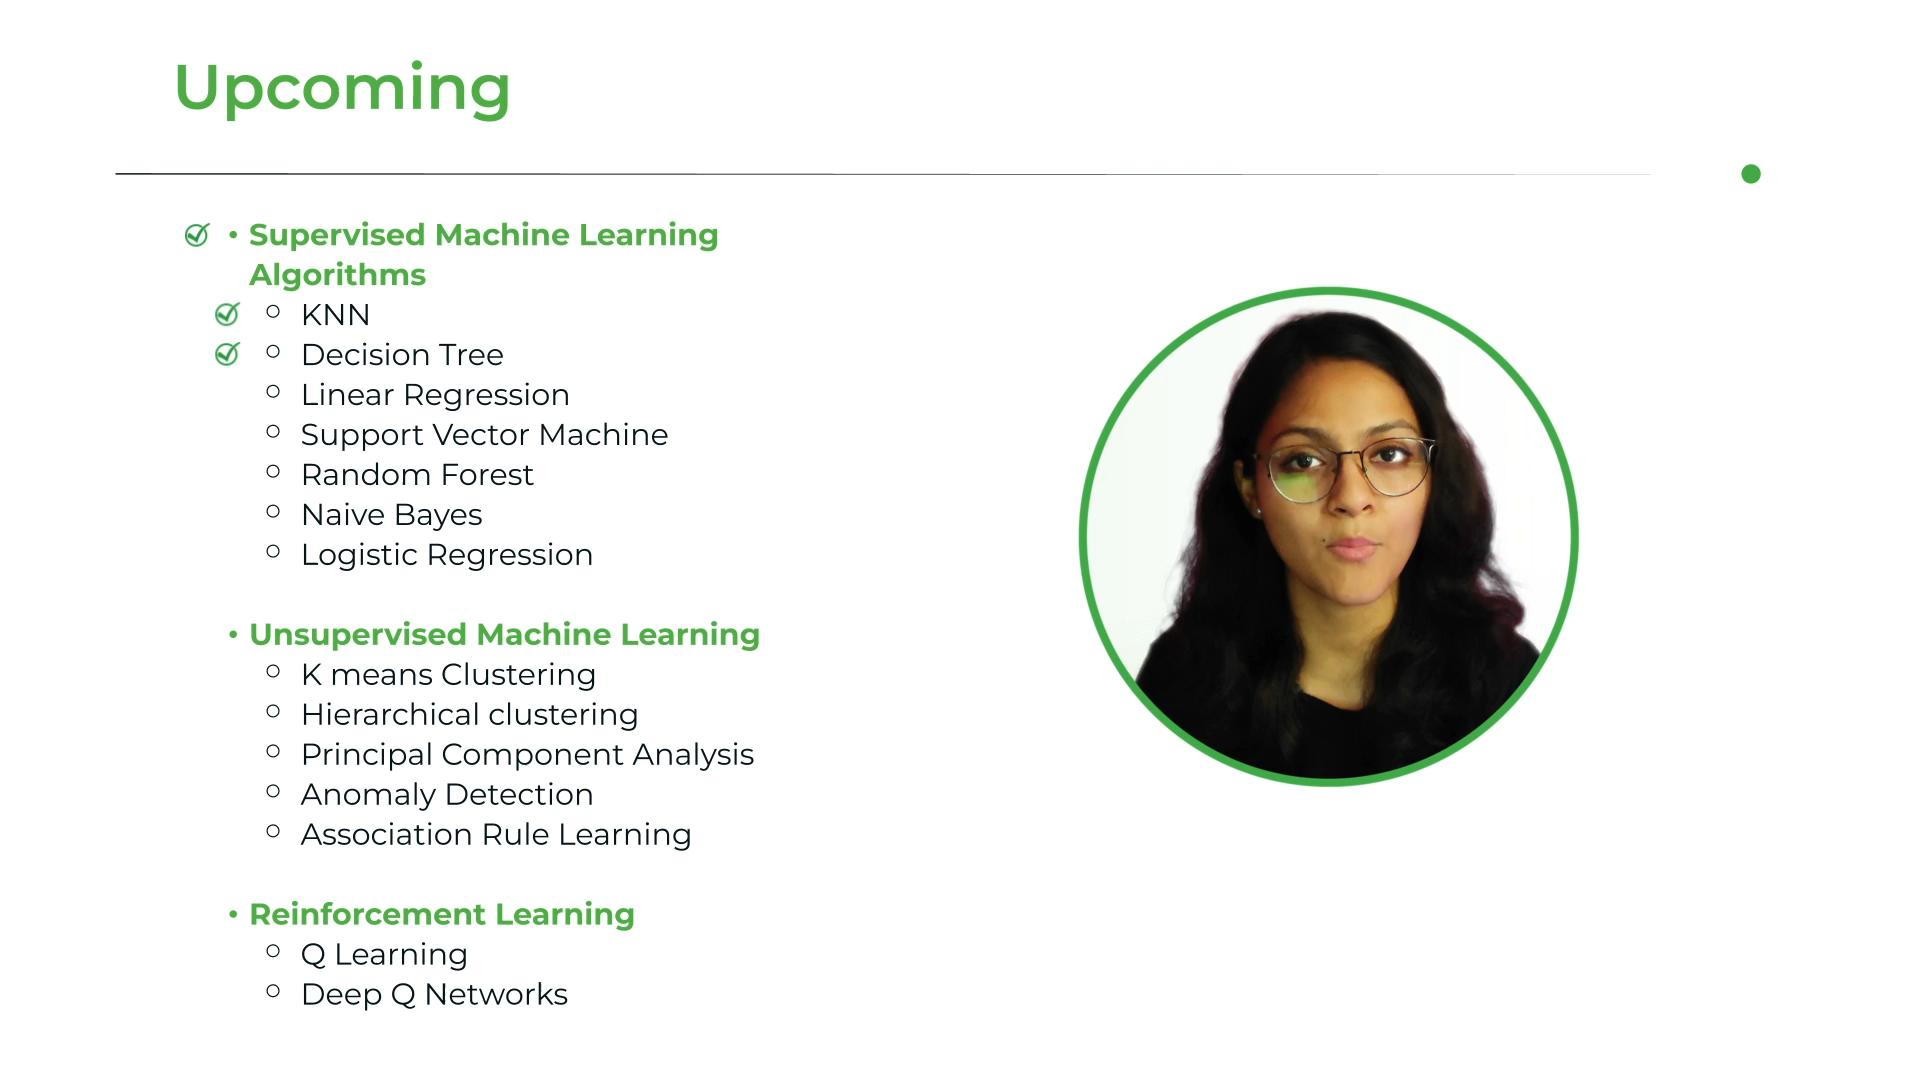 Upcoming
• Supervised Machine Learning
Algorithms
○ KNN
○ Decision Tree
○ Linear Regression
○ Support Vector Machine
○ Random Forest
○ Naive Bayes
○ Logistic Regression
• Unsupervised Machine Learning
○ K means Clustering
○ Hierarchical clustering
○ Principal Component Analysis
○ Anomaly Detection
○ Association Rule Learning
• Reinforcement Learning
○ Q Learning
○ Deep Q Networks